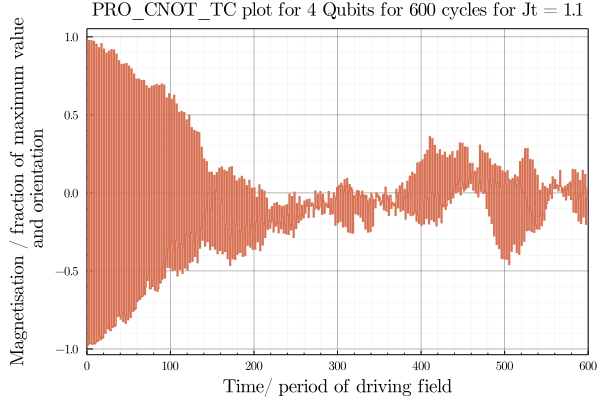 PRO_CNOT_TC plot for 4 Qubits for 600 cycles for Jt = 1.1
Magnetisation / fraction of maximum value
and orientation
1.0
0.5
0.0
−0.5
−1.0
0 100 200 300 400 500 600
Time/ period of driving field